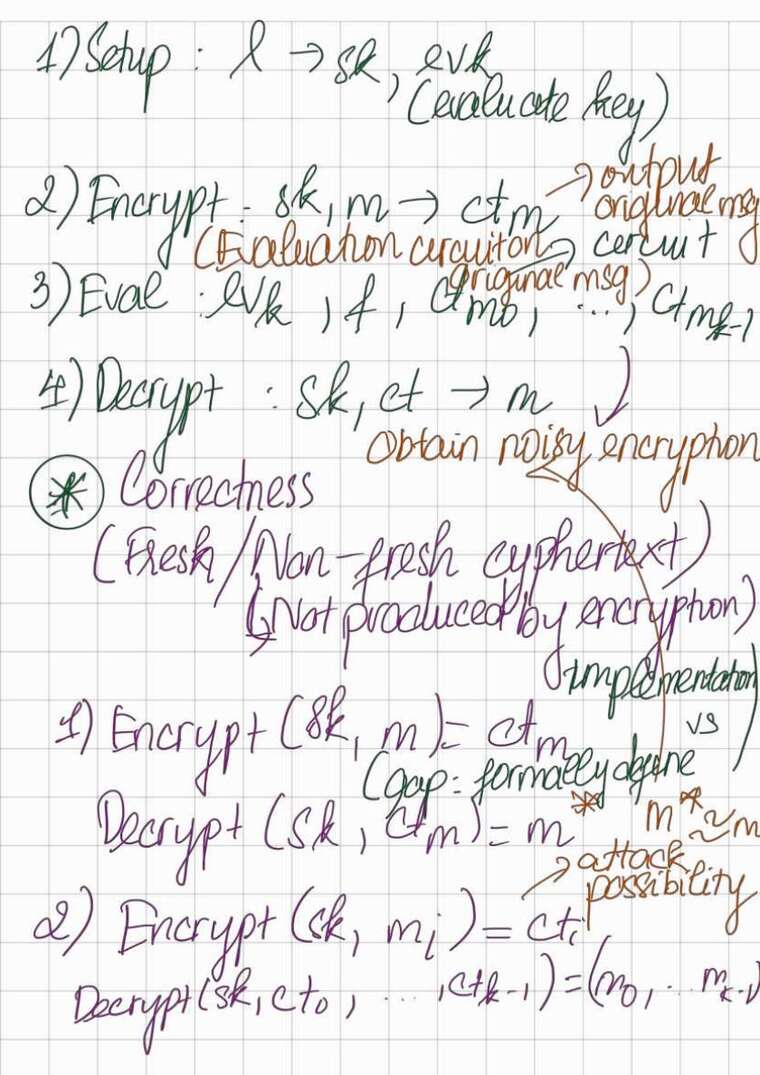 1) Setup : λ → sk, evk
(evaluate key)
2) Encrypt : sk, m → ctm → output
original msg
(Evaluation cercuit on → cercuit
original msg)
3) Eval : evk, f, ctm0, ..., ctmk-1
4) Decrypt : sk, ct → m
Obtain noisy encryption
* Correctness
(Fresh/Non-fresh cyphertext)
↳ Not produced by encryption)
implementation
vs
1) Encrypt (sk, m) = ctm
(gap: formally define
Decrypt (sk, ctm) = m* m* ≈ m
→ attack
possibility
2) Encrypt (sk, mi) = cti
Decrypt (sk, ct0, ..., ctk-1) = (m0, ... mk-1)